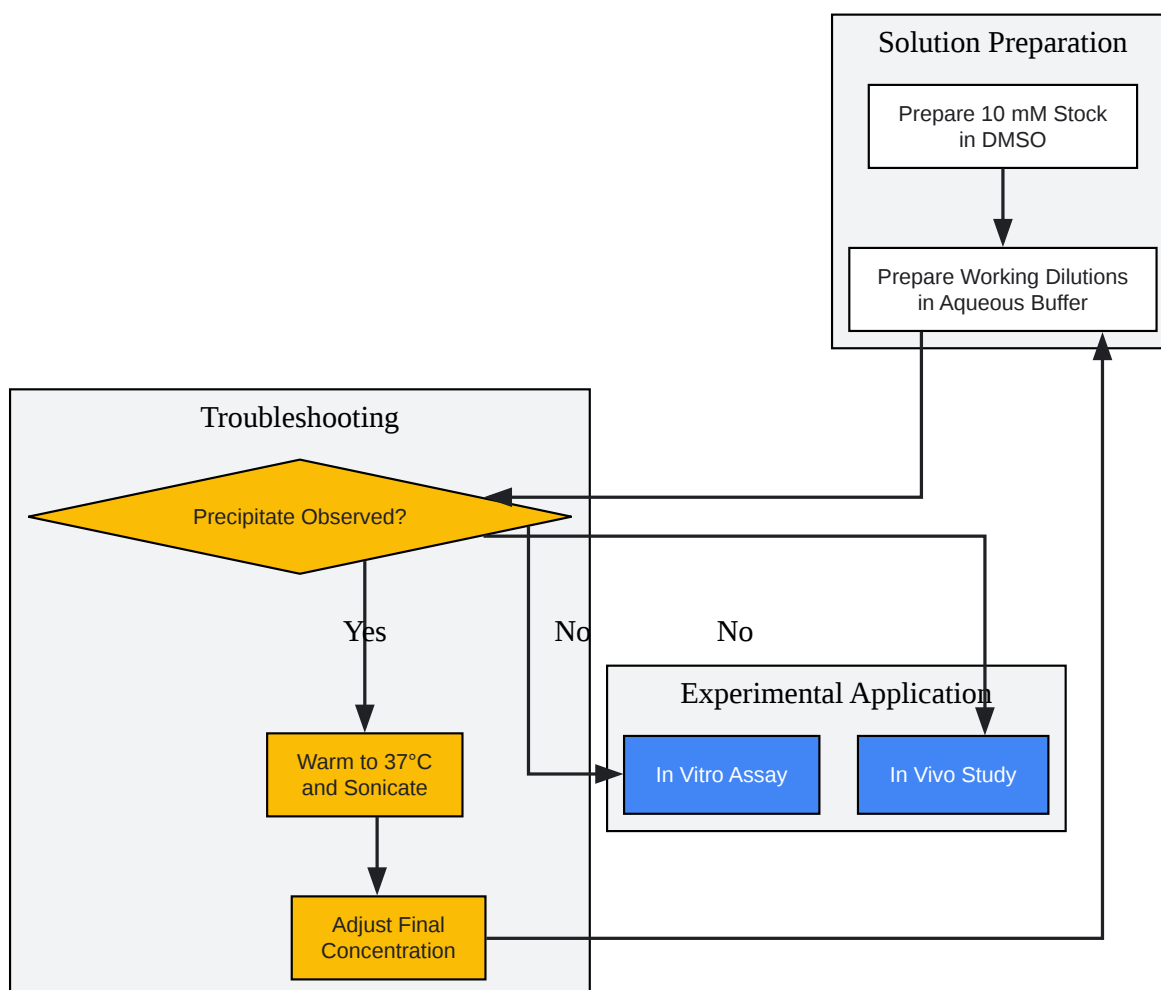 Solution Preparation
Prepare 10 mM Stock
in DMSO
Prepare Working Dilutions
in Aqueous Buffer
Troubleshooting
Precipitate Observed?
Yes
No
No
Experimental Application
Warm to 37°C
and Sonicate
In Vitro Assay
In Vivo Study
Adjust Final
Concentration